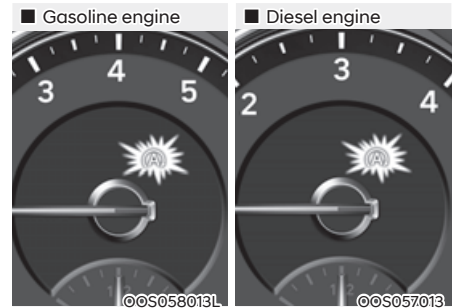 ■ Gasoline engine
3 4 5
A
OOS058013L
■ Diesel engine
2 3 4
A
OOS057013